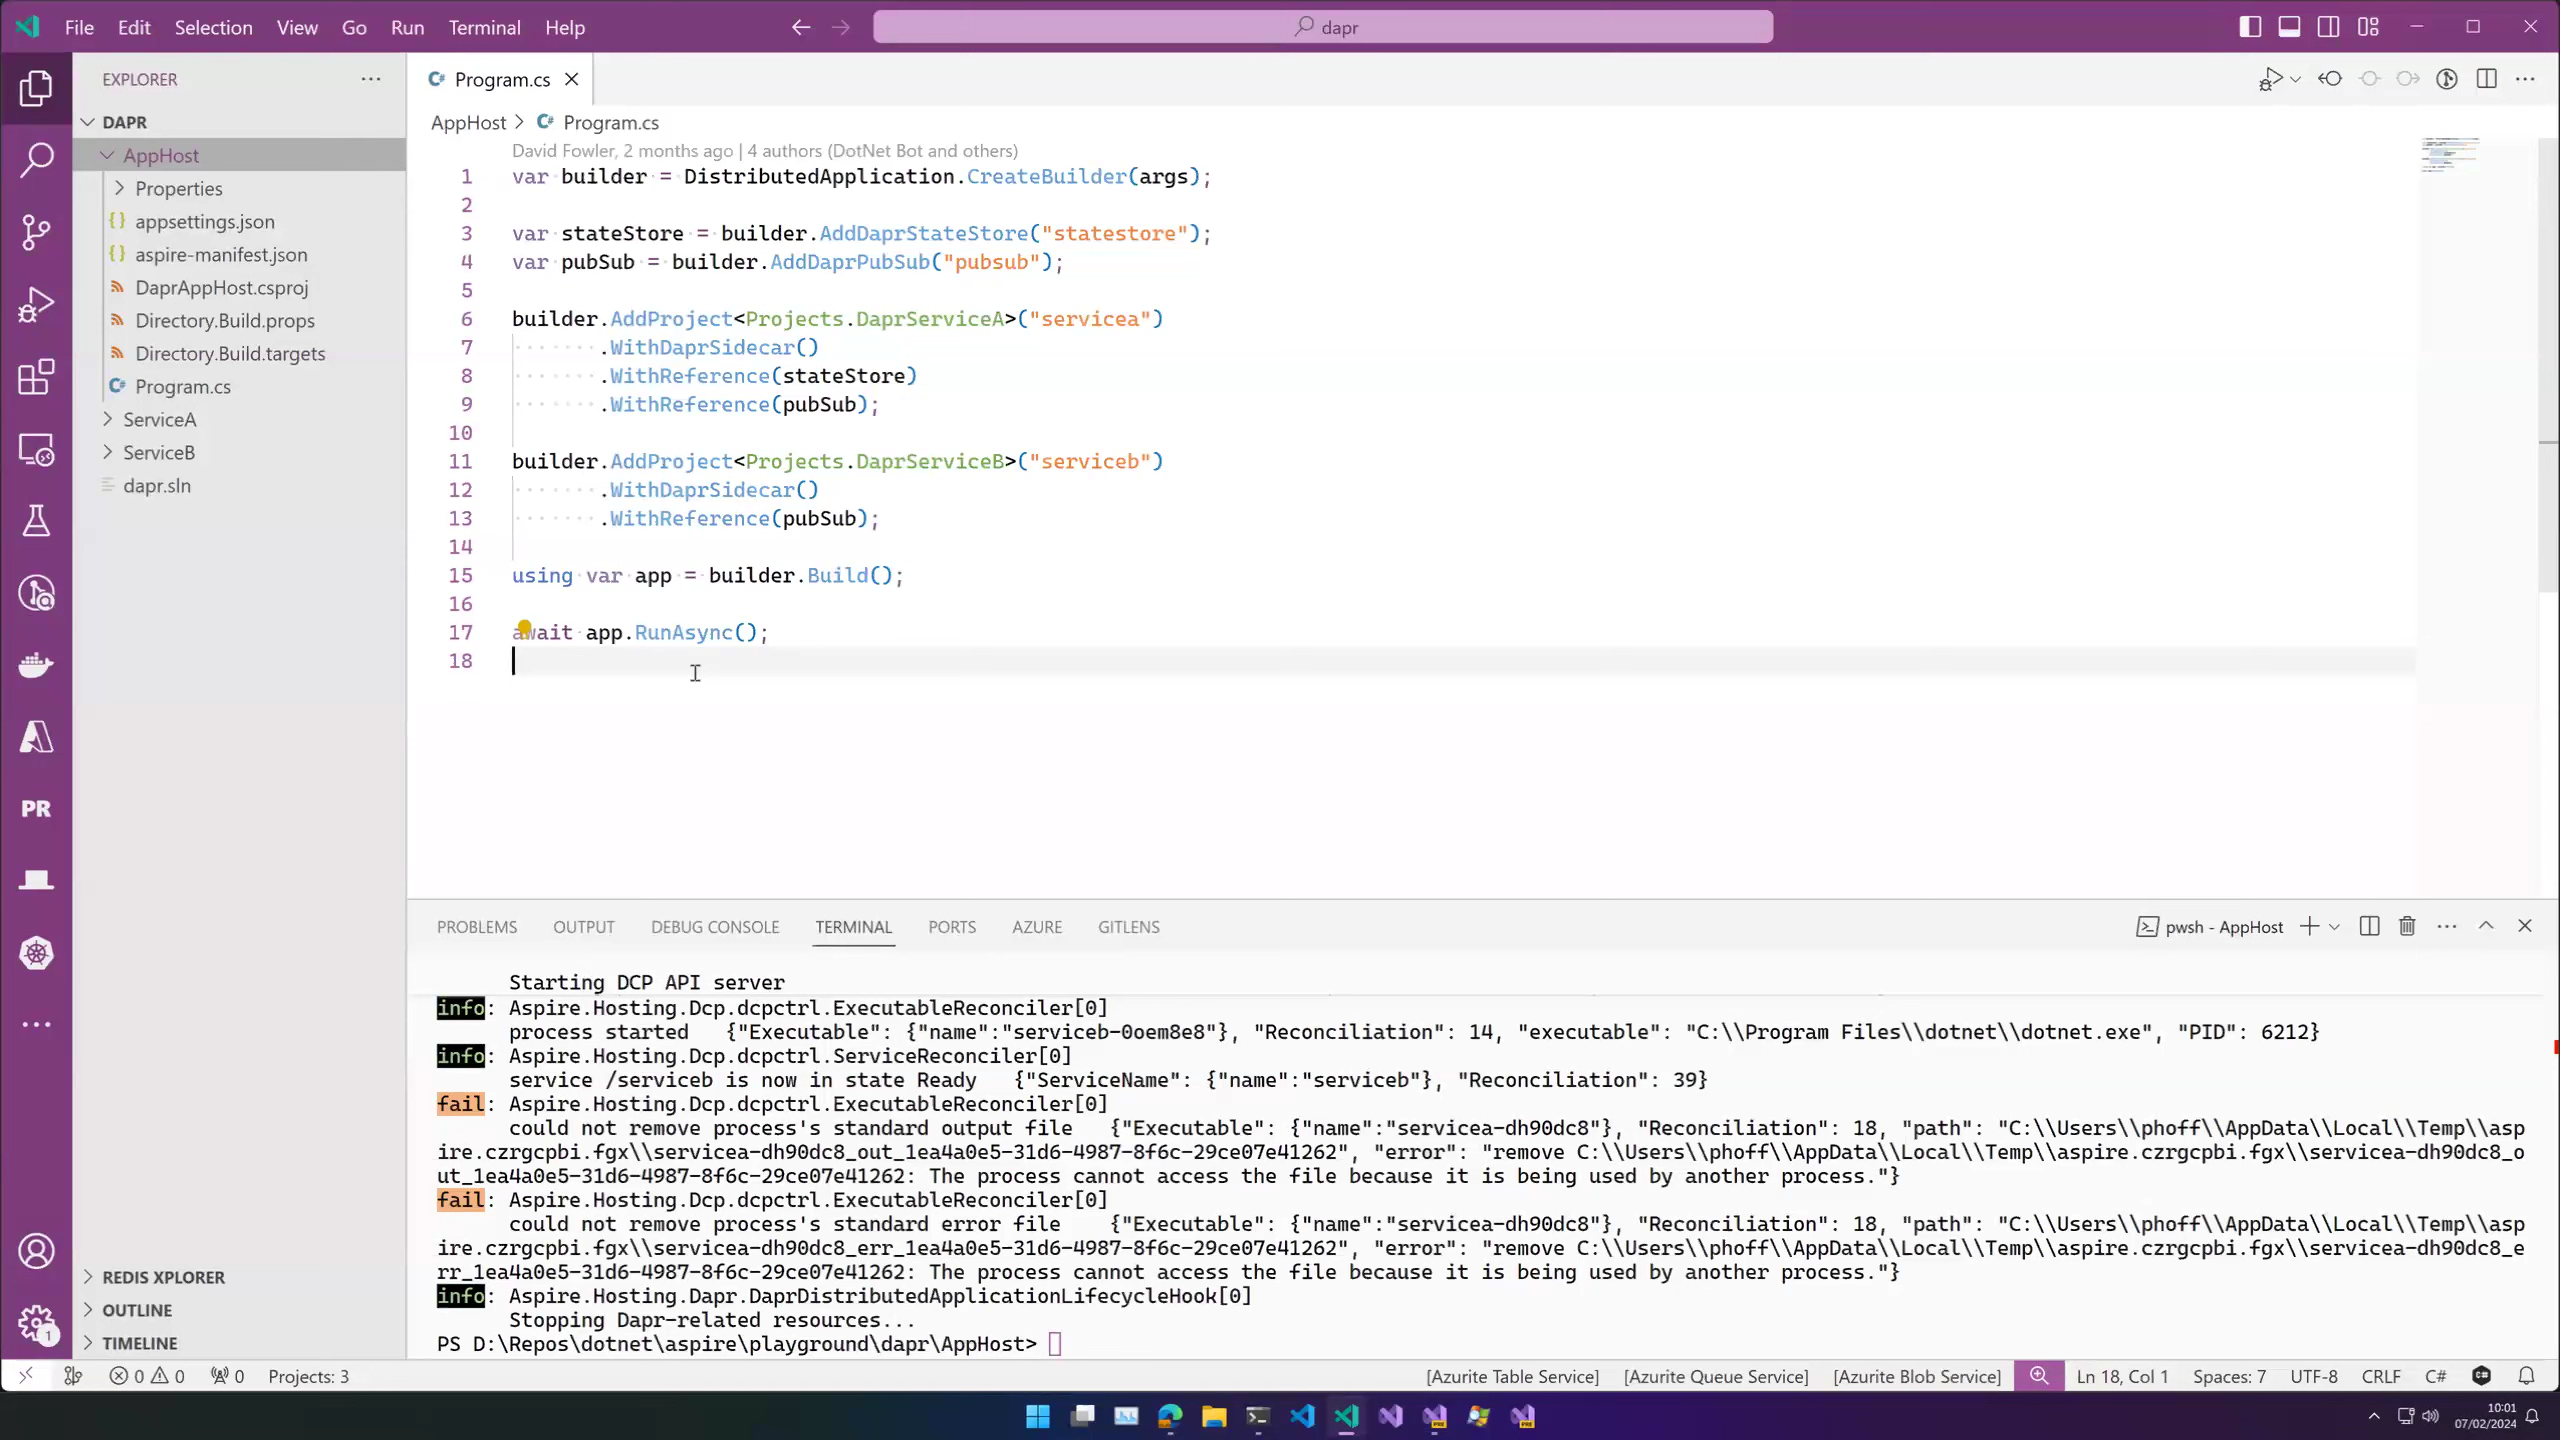 File Edit Selection View Go Run Terminal Help
dapr
EXPLORER
DAPR
AppHost
Properties
appsettings.json
aspire-manifest.json
DaprAppHost.csproj
Directory.Build.props
Directory.Build.targets
Program.cs
ServiceA
ServiceB
dapr.sln
PR
REDIS XPLORER
OUTLINE
TIMELINE
1
Program.cs
AppHost > Program.cs
David Fowler, 2 months ago | 4 authors (DotNet Bot and others)
1 var builder = DistributedApplication.CreateBuilder(args);
2
3 var stateStore = builder.AddDaprStateStore("statestore");
4 var pubSub = builder.AddDaprPubSub("pubsub");
5
6 builder.AddProject<Projects.DaprServiceA>("servicea")
7 .WithDaprSidecar()
8 .WithReference(stateStore)
9 .WithReference(pubSub);
10
11 builder.AddProject<Projects.DaprServiceB>("serviceb")
12 .WithDaprSidecar()
13 .WithReference(pubSub);
14
15 using var app = builder.Build();
16
17 await app.RunAsync();
18
PROBLEMS OUTPUT DEBUG CONSOLE TERMINAL PORTS AZURE GITLENS
pwsh - AppHost
Starting DCP API server
info: Aspire.Hosting.Dcp.dcpctrl.ExecutableReconciler[0]
process started {"Executable": {"name":"serviceb-0oem8e8"}, "Reconciliation": 14, "executable": "C:\\Program Files\\dotnet\\dotnet.exe", "PID": 6212}
info: Aspire.Hosting.Dcp.dcpctrl.ServiceReconciler[0]
service /serviceb is now in state Ready {"ServiceName": {"name":"serviceb"}, "Reconciliation": 39}
fail: Aspire.Hosting.Dcp.dcpctrl.ExecutableReconciler[0]
could not remove process's standard output file {"Executable": {"name":"servicea-dh90dc8"}, "Reconciliation": 18, "path": "C:\\Users\\phoff\\AppData\\Local\\Temp\\asp
ire.czrgcpbi.fgx\\servicea-dh90dc8_out_1ea4a0e5-31d6-4987-8f6c-29ce07e41262", "error": "remove C:\\Users\\phoff\\AppData\\Local\\Temp\\aspire.czrgcpbi.fgx\\servicea-dh90dc8_o
ut_1ea4a0e5-31d6-4987-8f6c-29ce07e41262: The process cannot access the file because it is being used by another process."}
fail: Aspire.Hosting.Dcp.dcpctrl.ExecutableReconciler[0]
could not remove process's standard error file {"Executable": {"name":"servicea-dh90dc8"}, "Reconciliation": 18, "path": "C:\\Users\\phoff\\AppData\\Local\\Temp\\asp
ire.czrgcpbi.fgx\\servicea-dh90dc8_err_1ea4a0e5-31d6-4987-8f6c-29ce07e41262", "error": "remove C:\\Users\\phoff\\AppData\\Local\\Temp\\aspire.czrgcpbi.fgx\\servicea-dh90dc8_e
rr_1ea4a0e5-31d6-4987-8f6c-29ce07e41262: The process cannot access the file because it is being used by another process."}
info: Aspire.Hosting.Dapr.DaprDistributedApplicationLifecycleHook[0]
Stopping Dapr-related resources...
PS D:\Repos\dotnet\aspire\playground\dapr\AppHost>
0 0 0 Projects: 3 [Azurite Table Service] [Azurite Queue Service] [Azurite Blob Service] Ln 18, Col 1 Spaces: 7 UTF-8 CRLF C#
10:01
07/02/2024